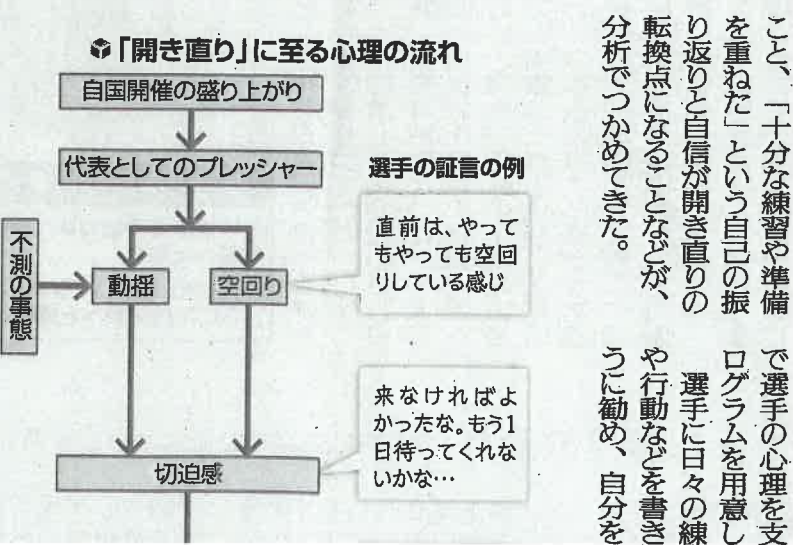 こと、「十分な練習や準備
を重ねた」という自己の振
り返りと自信が開き直りの
転換点になることなどが、
分析でつかめてきた。
で選手の心理を支
ログラムを用意し
選手に日々の練
や行動などを書き
うに勧め、自分を
「開き直り」に至る心理の流れ
自国開催の盛り上がり
代表としてのプレッシャー
選手の証言の例
不測の事態
動揺
空回り
直前は、やって
もやっても空回
りしている感じ
切迫感
来なければよ
かったな。もう1
日待ってくれな
いかな…